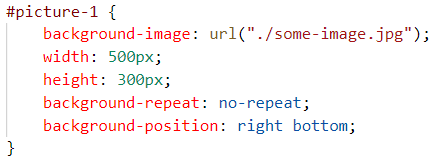 #picture-1 {
    background-image: url("./some-image.jpg");
    width: 500px;
    height: 300px;
    background-repeat: no-repeat;
    background-position: right bottom;
}